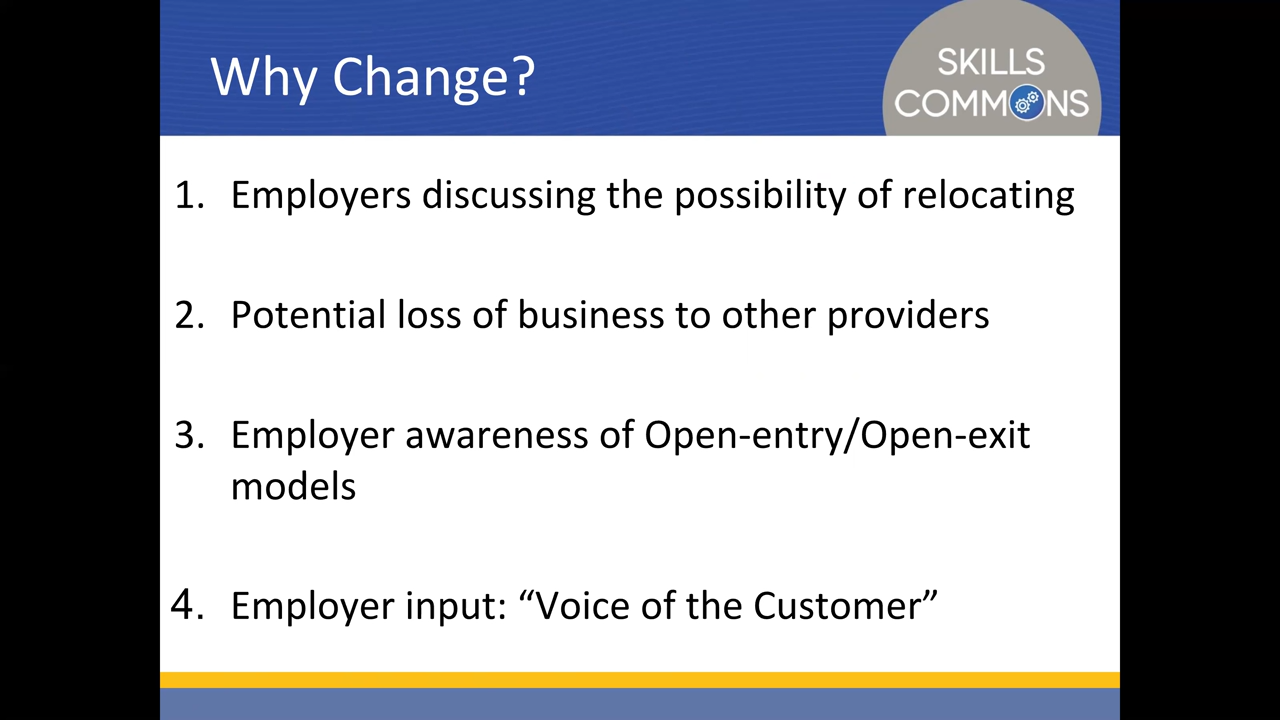 Why Change?
SKILLS
COMMONS
1. Employers discussing the possibility of relocating
2. Potential loss of business to other providers
3. Employer awareness of Open-entry/Open-exit
models
4. Employer input: “Voice of the Customer”